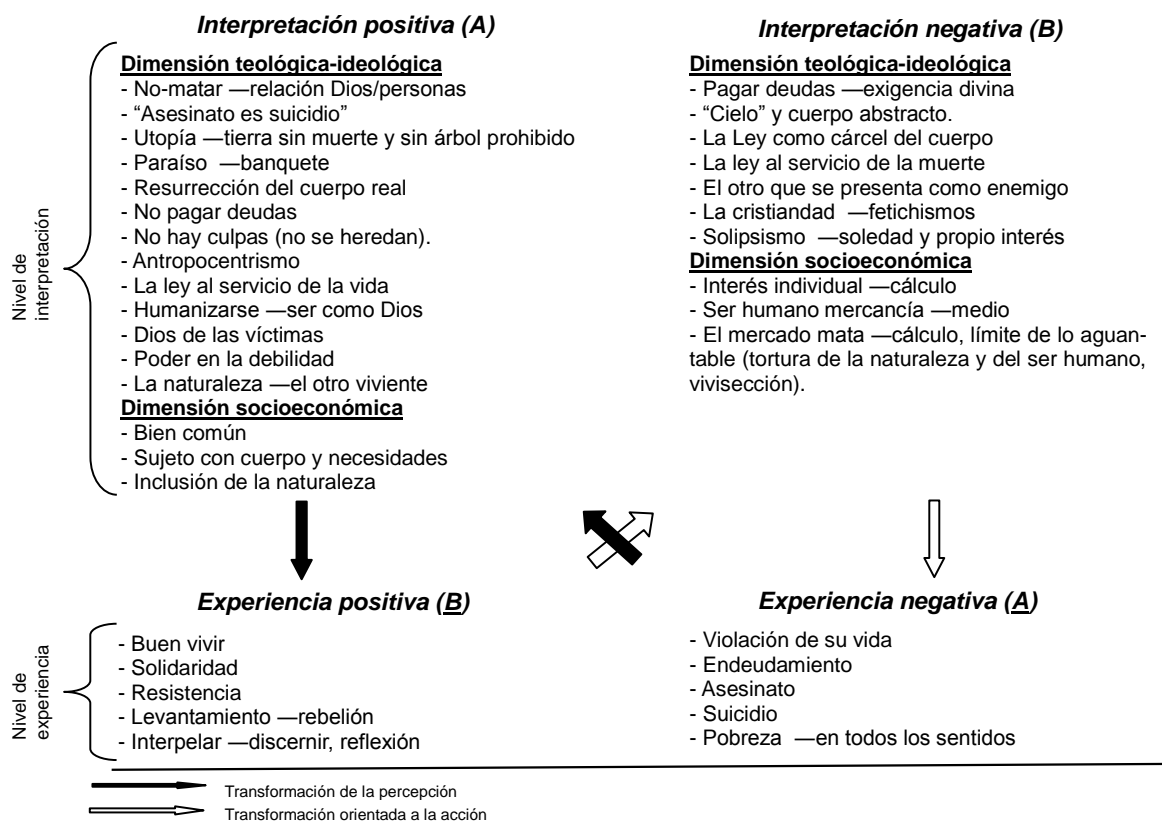 Interpretación positiva (A)
Dimensión teológica-ideológica
- No-matar —relación Dios/personas
- “Asesinato es suicidio”
- Utopía —tierra sin muerte y sin árbol prohibido
- Paraíso —banquete
- Resurrección del cuerpo real
- No pagar deudas
- No hay culpas (no se heredan).
- Antropocentrismo
- La ley al servicio de la vida
- Humanizarse —ser como Dios
- Dios de las víctimas
- Poder en la debilidad
- La naturaleza —el otro viviente
Dimensión socioeconómica
- Bien común
- Sujeto con cuerpo y necesidades
- Inclusión de la naturaleza
Interpretación negativa (B)
Dimensión teológica-ideológica
- Pagar deudas —exigencia divina
- “Cielo” y cuerpo abstracto.
- La Ley como cárcel del cuerpo
- La ley al servicio de la muerte
- El otro que se presenta como enemigo
- La cristiandad —fetichismos
- Solipsismo —soledad y propio interés
Dimensión socioeconómica
- Interés individual —cálculo
- Ser humano mercancía —medio
- El mercado mata —cálculo, límite de lo aguan-
table (tortura de la naturaleza y del ser humano,
vivisección).
Nivel de
interpretación
Experiencia positiva (B)
- Buen vivir
- Solidaridad
- Resistencia
- Levantamiento —rebelión
- Interpelar —discernir, reflexión
Experiencia negativa (A)
- Violación de su vida
- Endeudamiento
- Asesinato
- Suicidio
- Pobreza —en todos los sentidos
Nivel de
experiencia
Transformación de la percepción
Transformación orientada a la acción